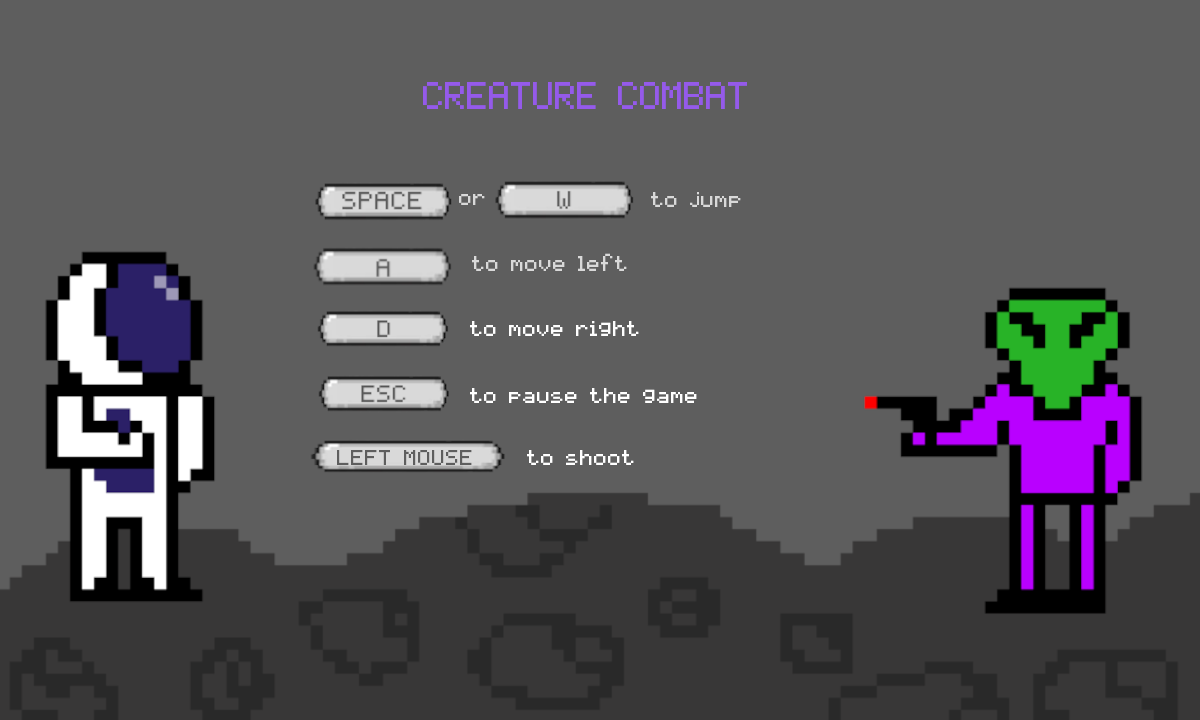 CREATURE COMBAT
SPACE or W to jump
A to move left
D to move right
ESC to pause the game
LEFT MOUSE to shoot